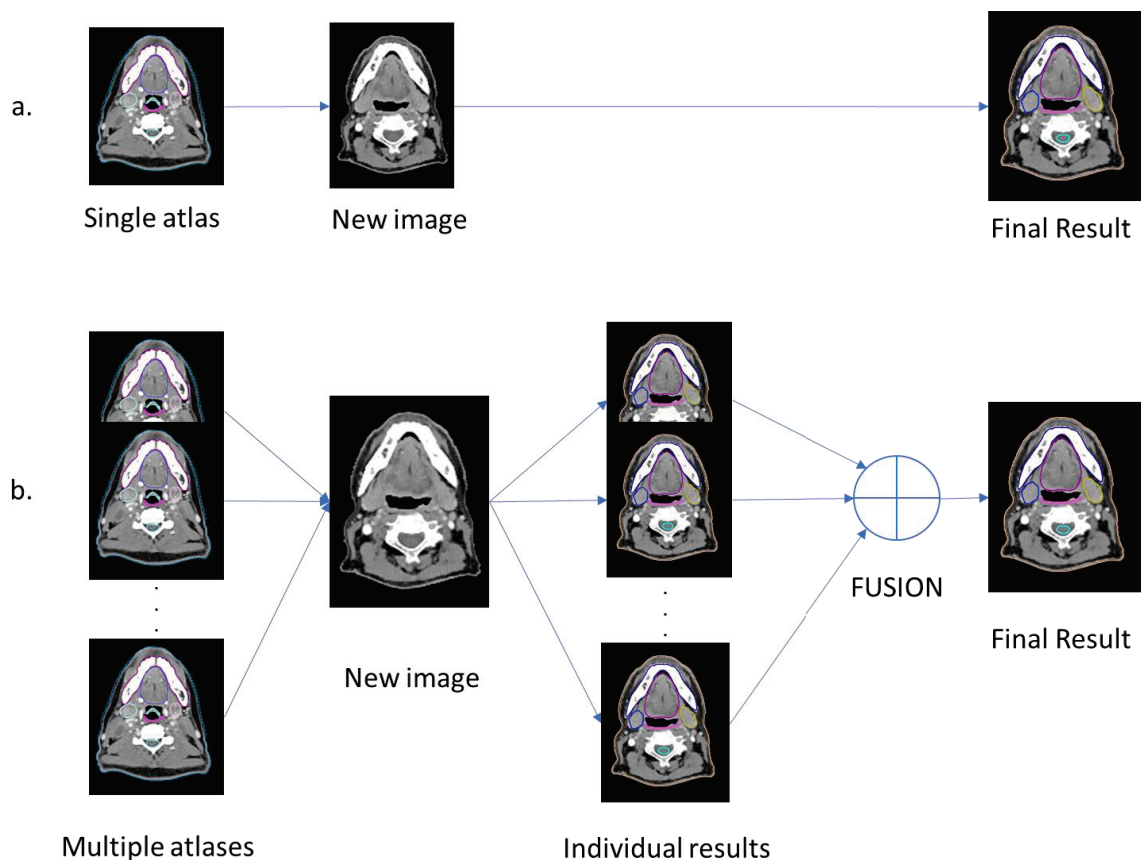 a.
Single atlas
New image
Final Result
b.
FUSION
New image
Final Result
Multiple atlases
Individual results